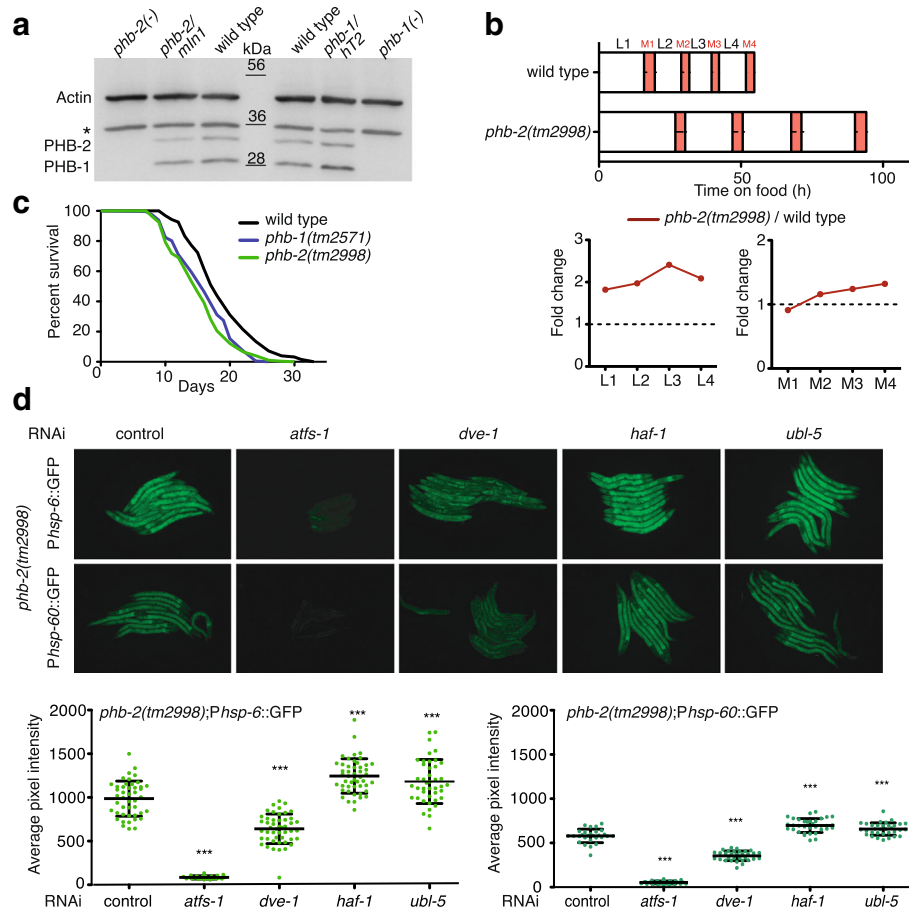 a
phb-2(-)
phb-2/
mIn1
wild type
kDa
wild type
phb-1/
hT2
phb-1(-)
56
Actin
36
*
PHB-2
PHB-1
28
b
L1 M1 L2 M2 L3 M3 L4 M4
wild type
phb-2(tm2998)
0 50 100
Time on food (h)
phb-2(tm2998) / wild type
Fold change
3
2
1
0
L1 L2 L3 L4
Fold change
2
1
0
M1 M2 M3 M4
c
Percent survival
100
80
60
40
20
0
0 10 20 30
Days
wild type
phb-1(tm2571)
phb-2(tm2998)
d
RNAi control atfs-1 dve-1 haf-1 ubl-5
phb-2(tm2998)
Phsp-6::GFP
Phsp-60::GFP
phb-2(tm2998);Phsp-6::GFP
Average pixel intensity
2000
1500
1000
500
0
*** *** *** ***
RNAi control atfs-1 dve-1 haf-1 ubl-5
phb-2(tm2998);Phsp-60::GFP
Average pixel intensity
2000
1500
1000
500
0
*** *** *** ***
RNAi control atfs-1 dve-1 haf-1 ubl-5